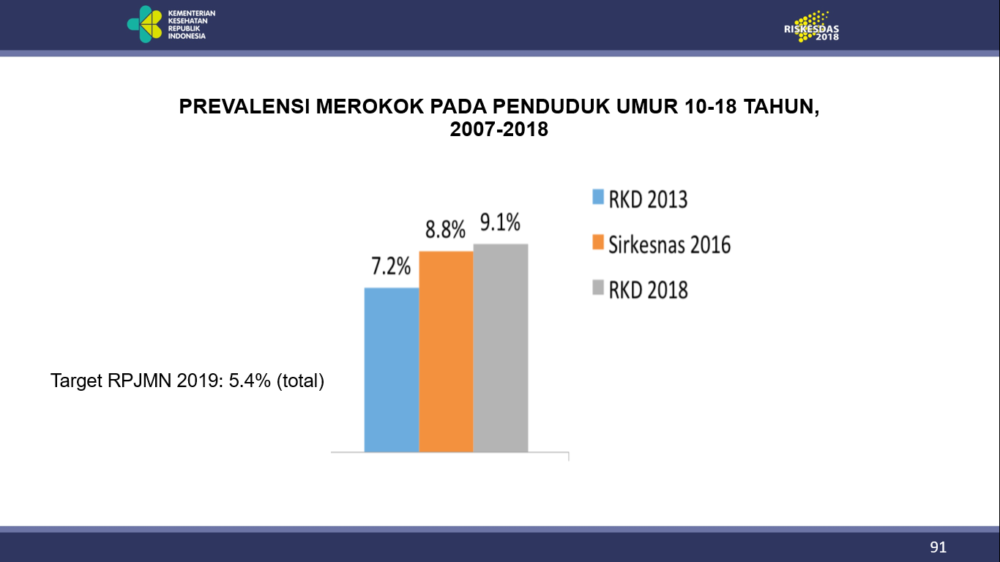 KEMENTERIAN
KESEHATAN
REPUBLIK
INDONESIA
RISKESDAS
2018
PREVALENSI MEROKOK PADA PENDUDUK UMUR 10-18 TAHUN,
2007-2018
7.2%
8.8%
9.1%
RKD 2013
Sirkesnas 2016
RKD 2018
Target RPJMN 2019: 5.4% (total)
91